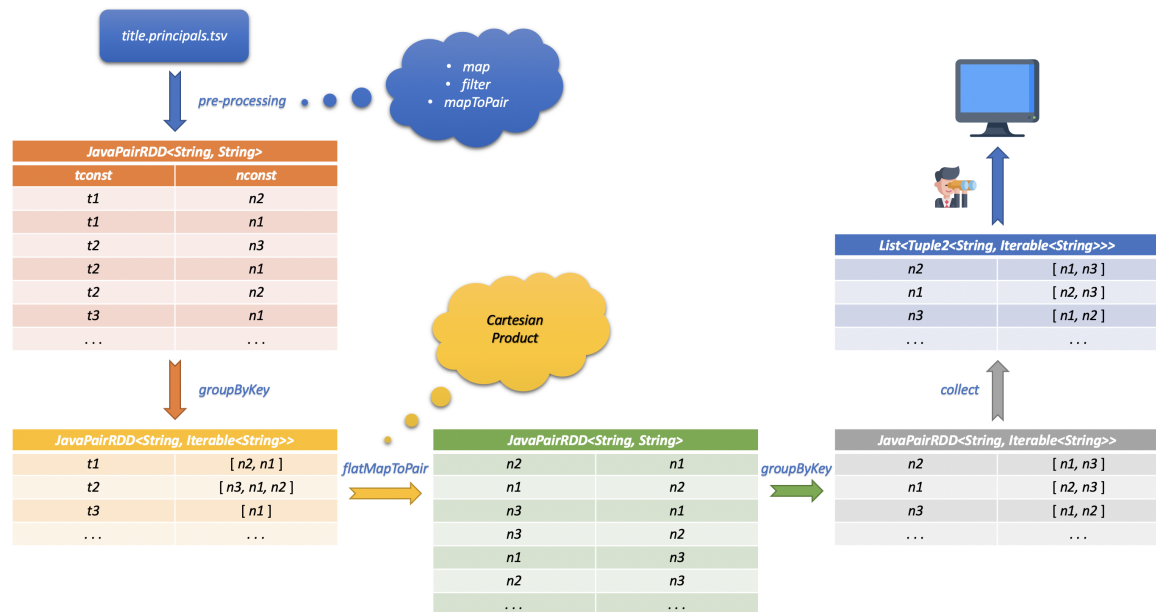 title.principals.tsv
pre-processing
• map
• filter
• mapToPair
JavaPairRDD<String, String>
tconst nconst
t1 n2
t1 n1
t2 n3
t2 n1
t2 n2
t3 n1
. . . . . .
groupByKey
JavaPairRDD<String, Iterable<String>>
t1 [ n2, n1 ]
t2 [ n3, n1, n2 ]
t3 [ n1 ]
. . . . . .
flatMapToPair
Cartesian
Product
JavaPairRDD<String, String>
n2 n1
n1 n2
n3 n1
n3 n2
n1 n3
n2 n3
. . . . . .
groupByKey
JavaPairRDD<String, Iterable<String>>
n2 [ n1, n3 ]
n1 [ n2, n3 ]
n3 [ n1, n2 ]
. . . . . .
collect
List<Tuple2<String, Iterable<String>>>
n2 [ n1, n3 ]
n1 [ n2, n3 ]
n3 [ n1, n2 ]
. . . . . .